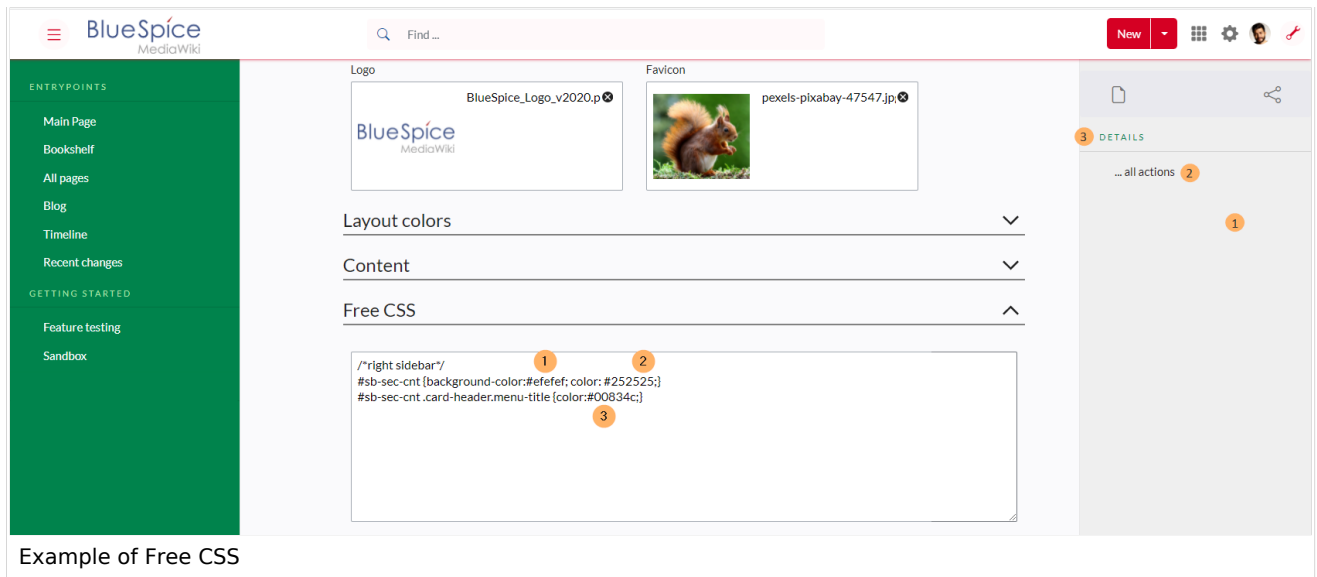 BlueSpice
MediaWiki
Find ...
New
ENTRYPOINTS
Main Page
Bookshelf
All pages
Blog
Timeline
Recent changes
GETTING STARTED
Feature testing
Sandbox
Logo
BlueSpice_Logo_v2020.p
BlueSpice
MediaWiki
Favicon
pexels-pixabay-47547.jp
Layout colors
Content
Free CSS
1 2
/*right sidebar*/
#sb-sec-cnt {background-color:#efefef; color: #252525;}
#sb-sec-cnt .card-header.menu-title {color:#00834c;}
3
3 DETAILS
... all actions 2
1
Example of Free CSS